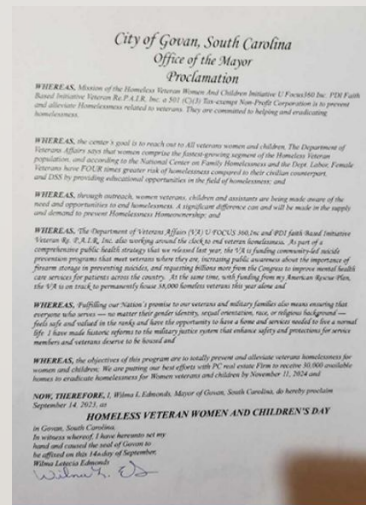 City of Govan, South Carolina
Office of the Mayor
Proclamation
WHEREAS, Mission of the Homeless Veteran Women And Children Initiative U Focus360 Inc. PDI Faith
Based Initiative Veteran Re.P.A.I.R, Inc. a 501 (C)(3) Tax-exempt Non-Profit Corporation is to prevent
and alleviate Homelessness related to veterans. They are committed to helping and eradicating
homelessness.
WHEREAS, the center's goal is to reach out to All veterans women and children. The Department of
Veterans Affairs says that women comprise the fastest-growing segment of the Homeless Veteran
population, and according to the National Center on Family Homelessness and the Dept. Labor, Female
Veterans have FOUR times greater risk of homelessness compared to their civilian counterpart.
and DSS by providing educational opportunities in the field of homelessness; and
WHEREAS, through outreach, women veterans, children and assistants are being made aware of the
need and opportunities to end homelessness. A significant difference can and will be made in the supply
and demand to prevent Homelessness Homeownership; and
WHEREAS, The Department of Veterans Affairs (VA) U FOCUS 360,Inc and PDI faith Based Initiative
Veteran Re. P.A.I.R, Inc. also working around the clock to end veteran homelessness. As part of a
comprehensive public health strategy that we released last year, the VA is funding community-led suicide
prevention programs that meet veterans where they are, increasing public awareness about the importance of
firearm storage in preventing suicides, and requesting billions more from the Congress to improve mental health
care services for patients across the country. At the same time, with funding from my American Rescue Plan,
the VA is on track to permanently house 38,000 homeless veterans this year alone and
WHEREAS, Fulfilling our Nation's promise to our veterans and military families also means ensuring that
everyone who serves — no matter their gender identity, sexual orientation, race, or religious background —
feels safe and valued in the ranks and have the opportunity to have a home and services needed to live a normal
life. I have made historic reforms to the military justice system that enhance safety and protections for service
members and veterans deserve to be housed and
WHEREAS, the objectives of this program are to totally prevent and alleviate veterans homelessness for
women and children; We are putting our best efforts with PC real estate Firm to receive 30,000 available
homes to eradicate homelessness for Women veterans and children by November 11, 2024 and
NOW, THEREFORE, I, Wilma L. Edmonds, Mayor of Govan, South Carolina, do hereby proclaim
September 14, 2023, as
HOMELESS VETERAN WOMEN AND CHILDREN'S DAY
in Govan, South Carolina.
In witness whereof, I have hereunto set my
hand and caused the seal of Govan to
be affixed on this 14th day of September.
Wilma Letecia Edmonds
Wilma L. Ed